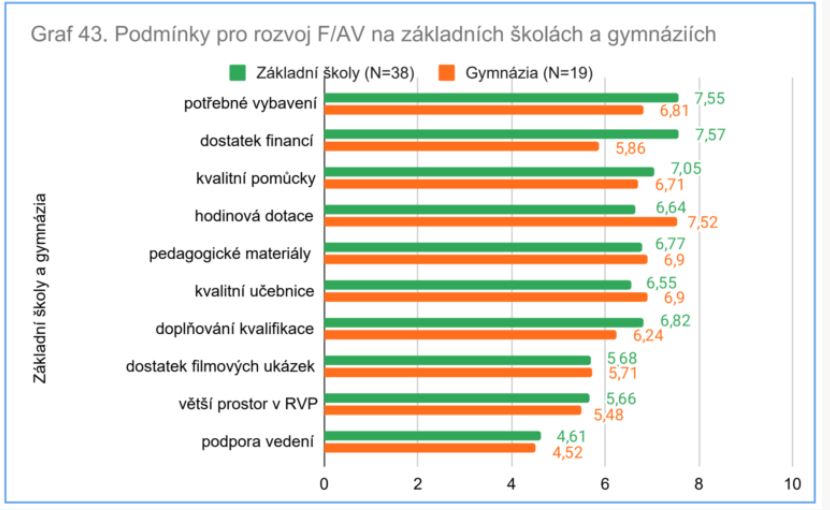 Graf 43. Podmínky pro rozvoj F/AV na základních školách a gymnáziích
Základní školy (N=38) Gymnázia (N=19)
Základní školy a gymnázia
potřebné vybavení 7,55
6,81
dostatek financí 7,57
5,86
kvalitní pomůcky 7,05
6,71
hodinová dotace 6,64
7,52
pedagogické materiály 6,77
6,9
kvalitní učebnice 6,55
6,9
doplňování kvalifikace 6,82
6,24
dostatek filmových ukázek 5,68
5,71
větší prostor v RVP 5,66
5,48
podpora vedení 4,61
4,52
0 2 4 6 8 10